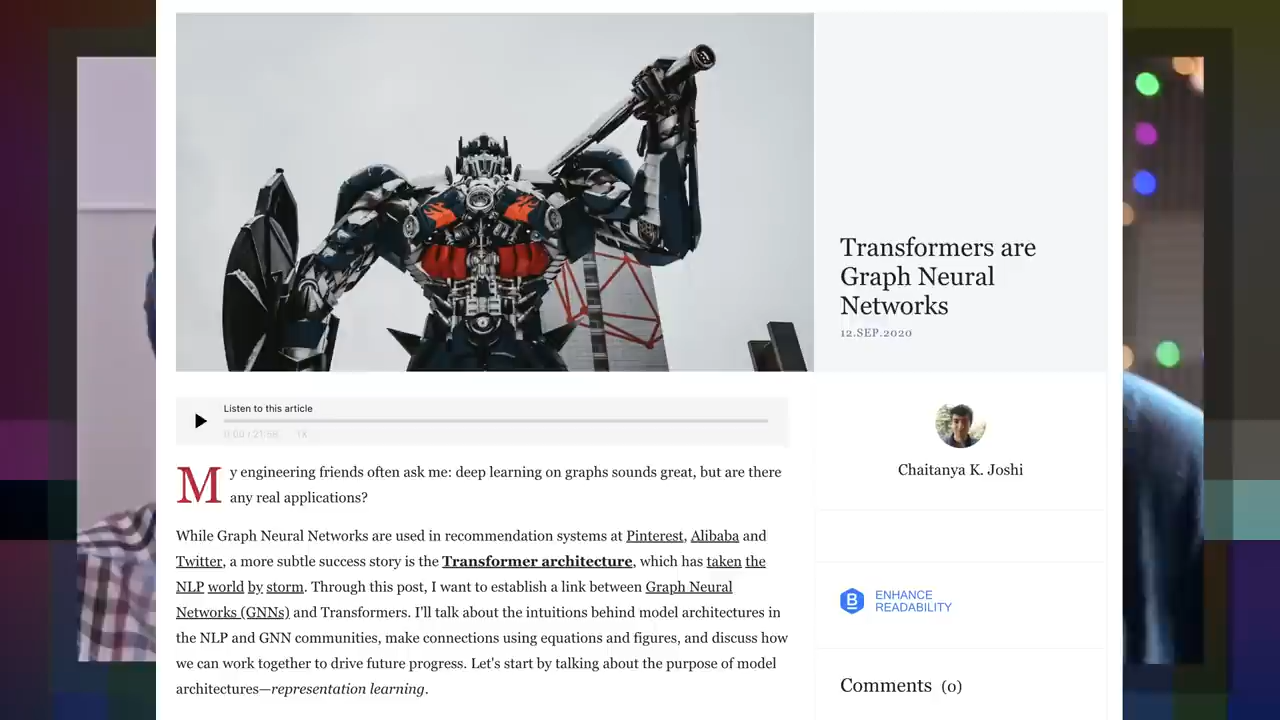 Transformers are
Graph Neural
Networks
12.SEP.2020
Listen to this article
0:00 / 21:58 1X
My engineering friends often ask me: deep learning on graphs sounds great, but are there
any real applications?
While Graph Neural Networks are used in recommendation systems at Pinterest, Alibaba and
Twitter, a more subtle success story is the Transformer architecture, which has taken the
NLP world by storm. Through this post, I want to establish a link between Graph Neural
Networks (GNNs) and Transformers. I'll talk about the intuitions behind model architectures in
the NLP and GNN communities, make connections using equations and figures, and discuss how
we can work together to drive future progress. Let's start by talking about the purpose of model
architectures—representation learning.
Chaitanya K. Joshi
ENHANCE
READABILITY
Comments (0)